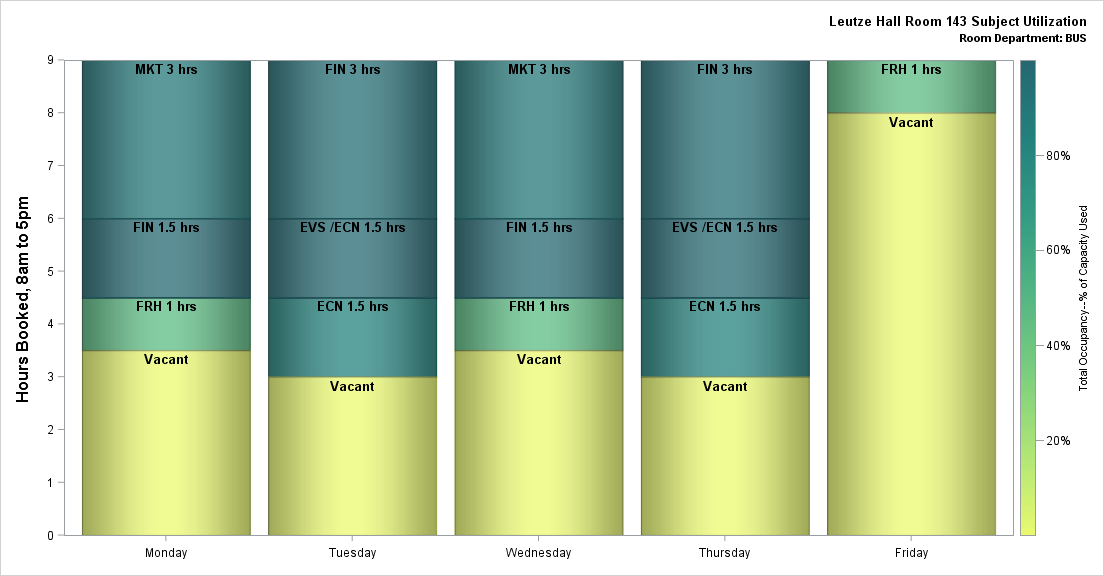 Leutze Hall Room 143 Subject Utilization
Room Department: BUS
Hours Booked, 8am to 5pm
9
8
7
6
5
4
3
2
1
0
MKT 3 hrs
FIN 1.5 hrs
FRH 1 hrs
Vacant
FIN 3 hrs
EVS /ECN 1.5 hrs
ECN 1.5 hrs
Vacant
MKT 3 hrs
FIN 1.5 hrs
FRH 1 hrs
Vacant
FIN 3 hrs
EVS /ECN 1.5 hrs
ECN 1.5 hrs
Vacant
FRH 1 hrs
Vacant
Monday
Tuesday
Wednesday
Thursday
Friday
80%
60%
40%
20%
Total Occupancy--% of Capacity Used